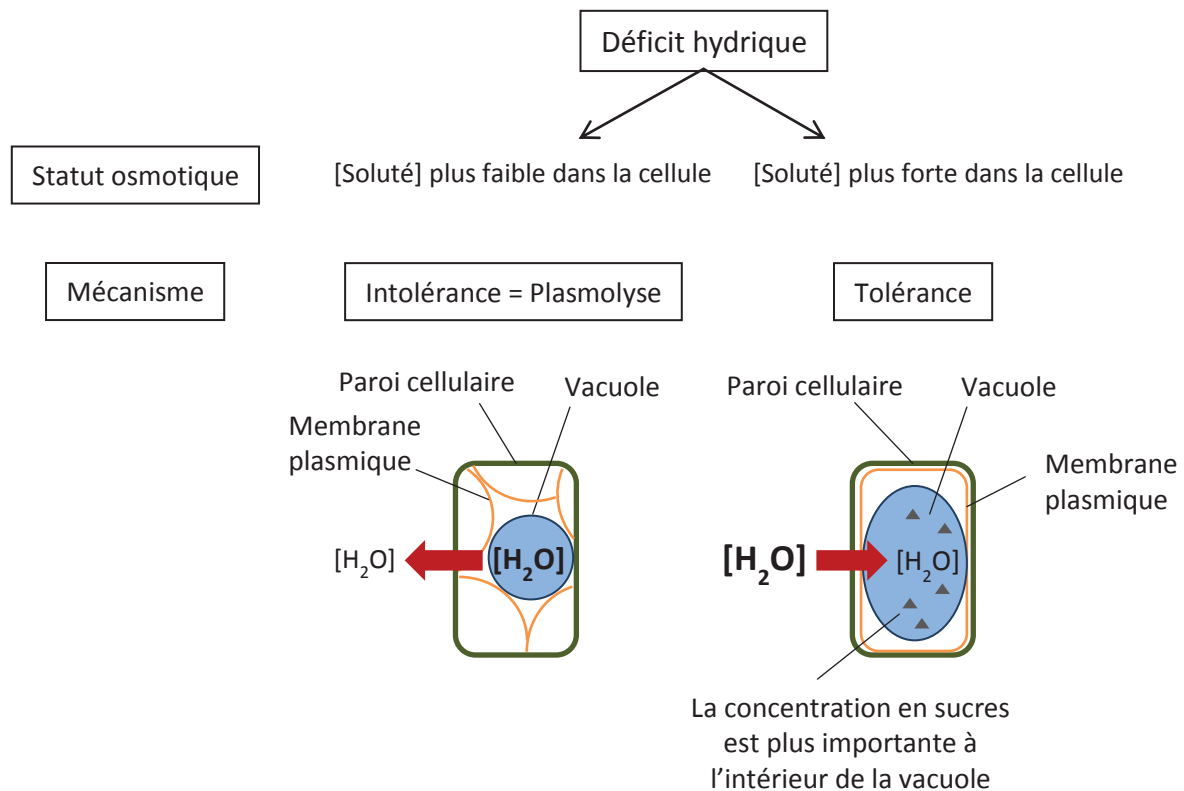 Déficit hydrique
Statut osmotique
[Soluté] plus faible dans la cellule
[Soluté] plus forte dans la cellule
Mécanisme
Intolérance = Plasmolyse
Tolérance
Paroi cellulaire
Vacuole
Membrane
plasmique
[H₂O]
[H₂O]
Paroi cellulaire
Vacuole
Membrane
plasmique
[H₂O]
[H₂O]
La concentration en sucres
est plus importante à
l'intérieur de la vacuole